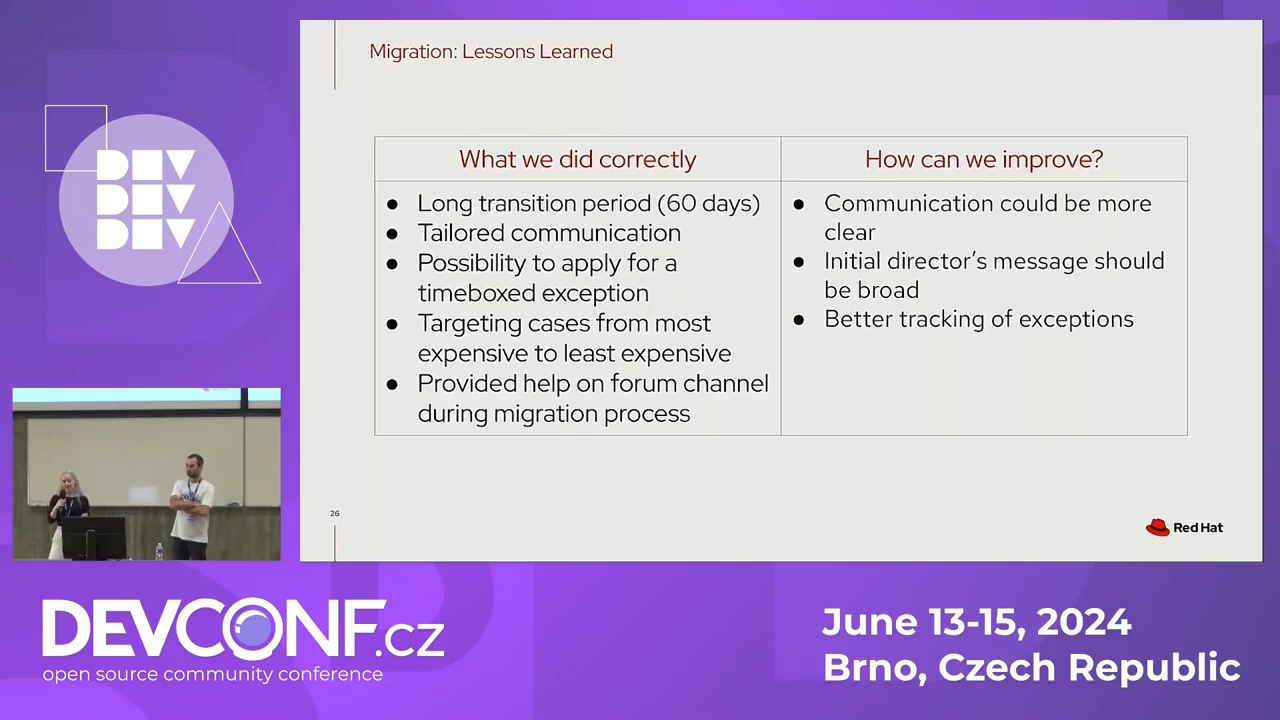 Migration: Lessons Learned
DEV
DEV
DEV
What we did correctly
● Long transition period (60 days)
● Tailored communication
● Possibility to apply for a
timeboxed exception
● Targeting cases from most
expensive to least expensive
● Provided help on forum channel
during migration process
How can we improve?
● Communication could be more
clear
● Initial director's message should
be broad
● Better tracking of exceptions
26
Red Hat
DEVCONF.cz
open source community conference
June 13-15, 2024
Brno, Czech Republic